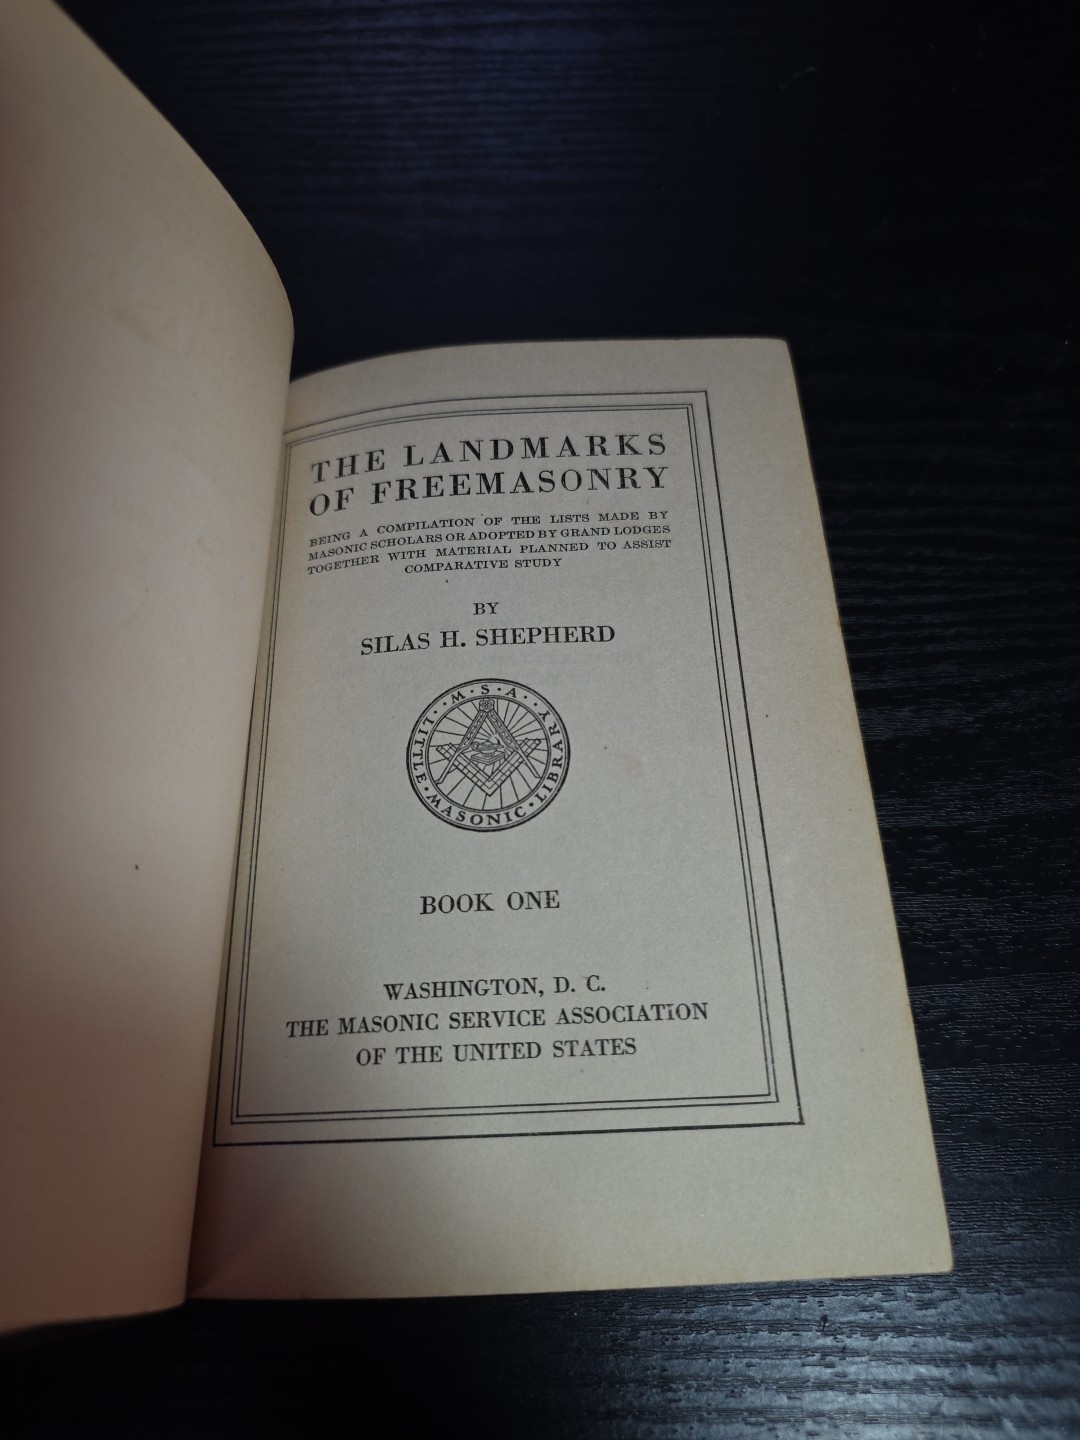 THE LANDMARKS
OF FREEMASONRY
BEING A COMPILATION OF THE LISTS MADE BY
MASONIC SCHOLARS OR ADOPTED BY GRAND LODGES
TOGETHER WITH MATERIAL PLANNED TO ASSIST
COMPARATIVE STUDY
BY
SILAS H. SHEPHERD
M·S·A·
LITTLE·MASONIC·LIBRARY
BOOK ONE
WASHINGTON, D. C.
THE MASONIC SERVICE ASSOCIATION
OF THE UNITED STATES